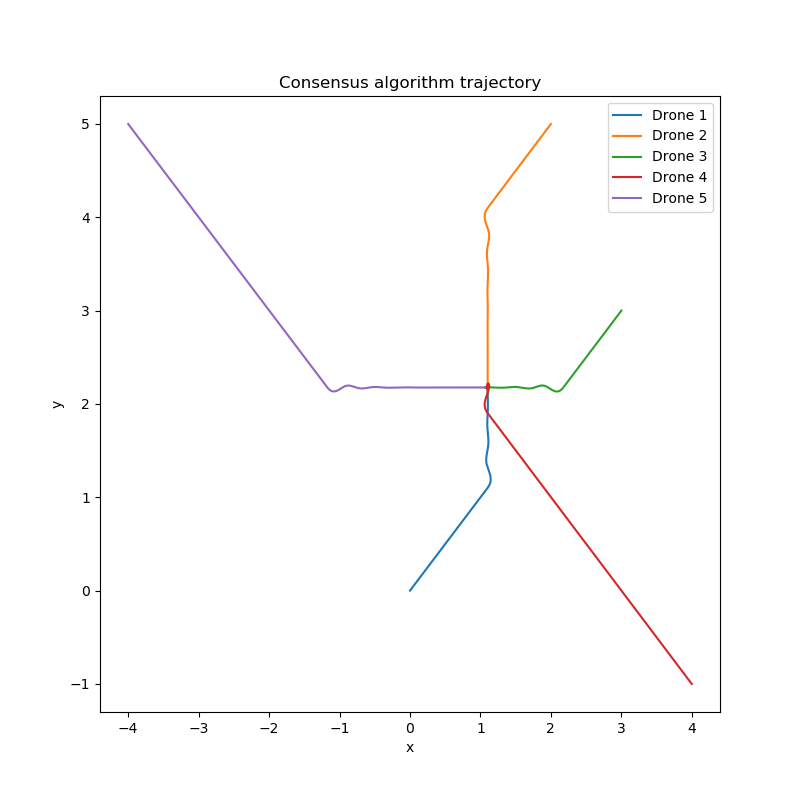 Consensus algorithm trajectory
Drone 1
Drone 2
Drone 3
Drone 4
Drone 5
5
4
3
2
1
0
−1
y
−4
−3
−2
−1
0
1
2
3
4
x